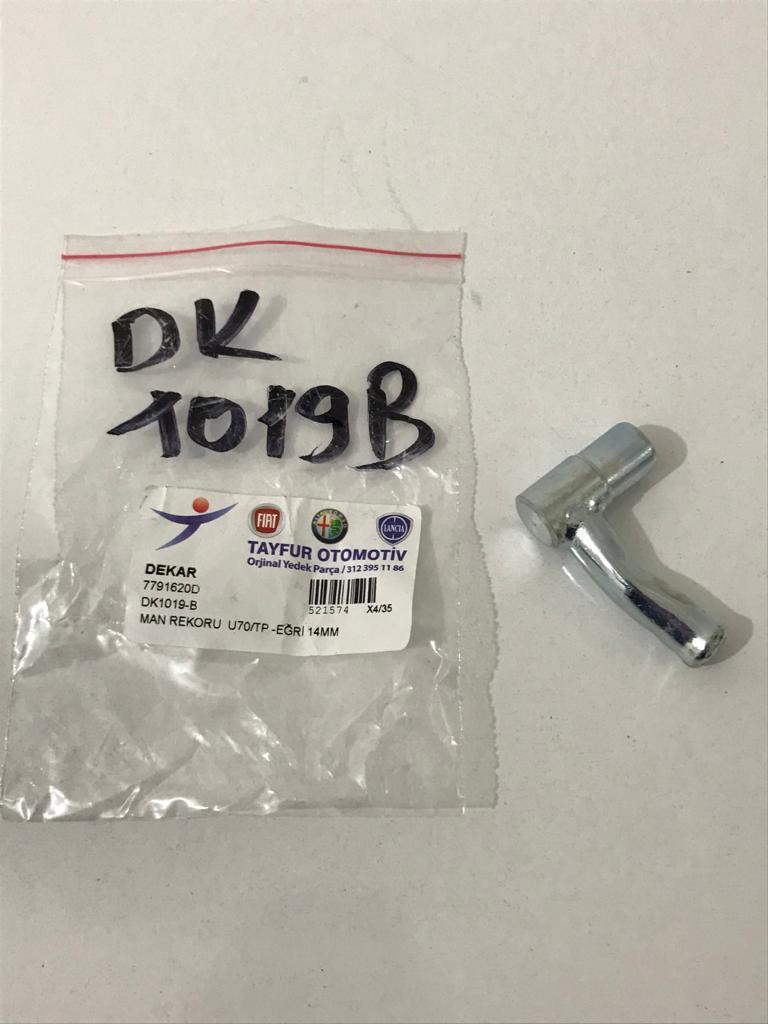 DK
1019B
FIAT
LANCIA
TAYFUR OTOMOTİV
Orjinal Yedek Parça / 312 395 11 86
DEKAR
7791620D
DK1019-B
521574 X4/35
MAN REKORU U70/TP -EĞRİ 14MM